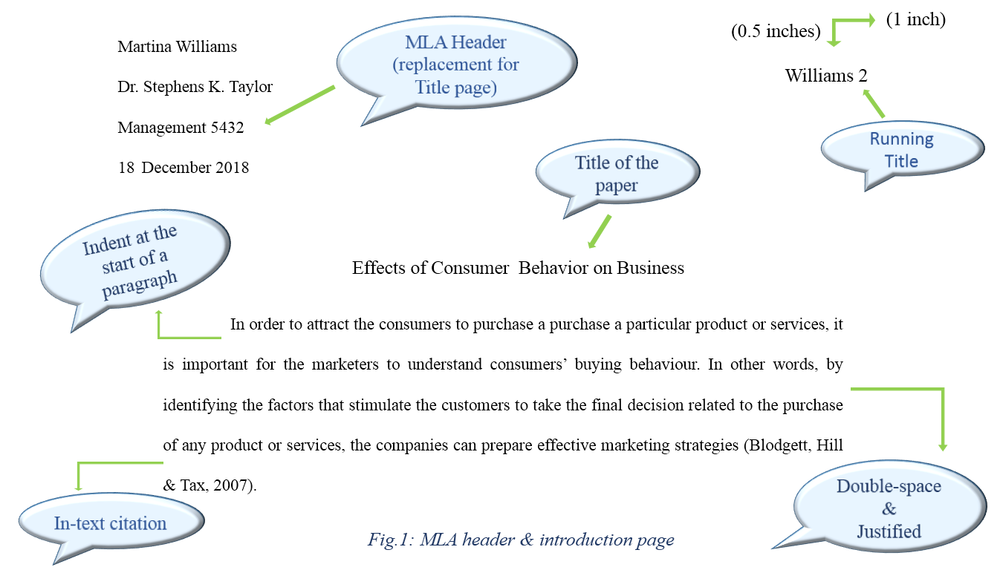 Martina Williams
Dr. Stephens K. Taylor
Management 5432
18 December 2018
MLA Header
(replacement for
Title page)
(0.5 inches)
(1 inch)
Williams 2
Running
Title
Title of the
paper
Indent at the
start of a
paragraph
Effects of Consumer Behavior on Business
In order to attract the consumers to purchase a purchase a particular product or services, it
is important for the marketers to understand consumers’ buying behaviour. In other words, by
identifying the factors that stimulate the customers to take the final decision related to the purchase
of any product or services, the companies can prepare effective marketing strategies (Blodgett, Hill
& Tax, 2007).
In-text citation
Double-space
&
Justified
Fig.1: MLA header & introduction page